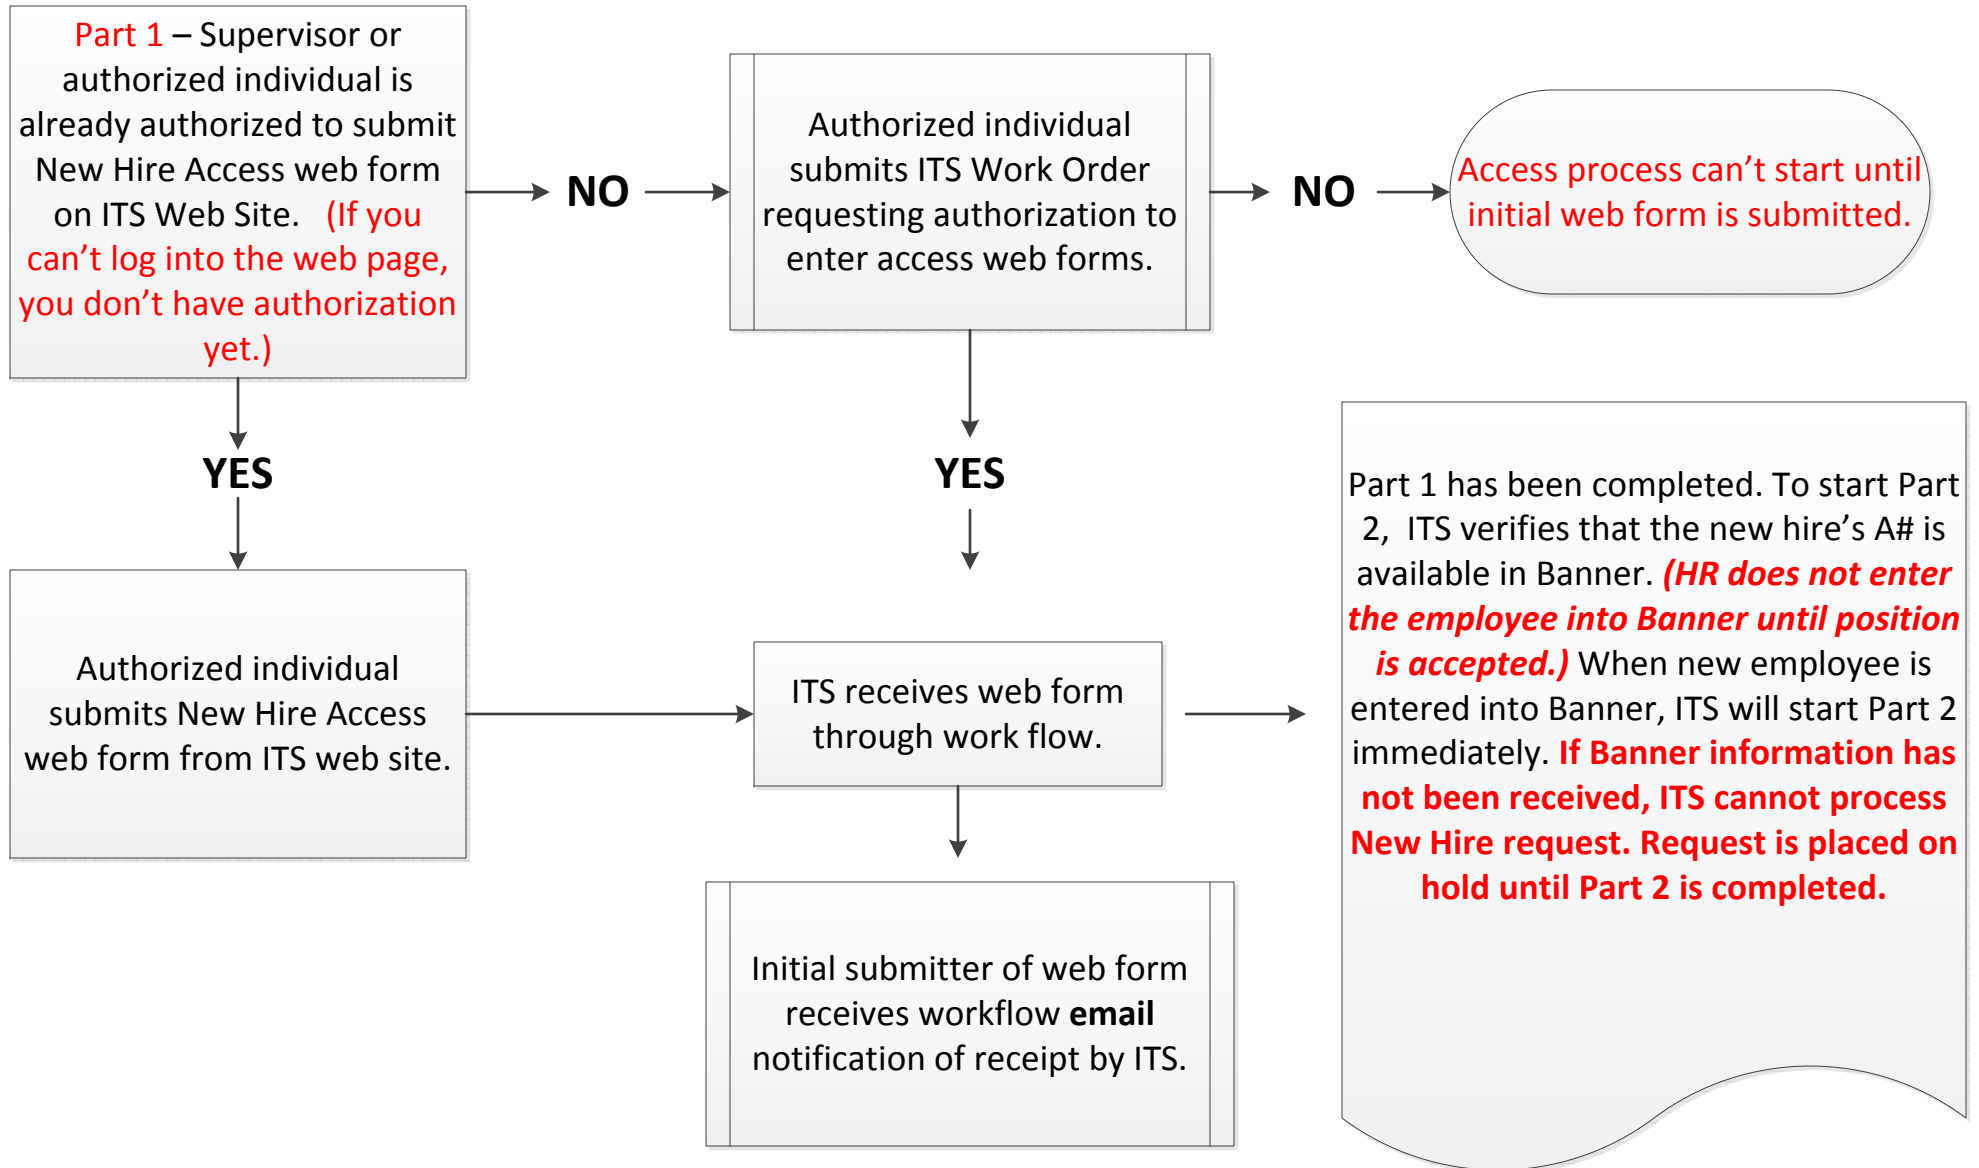 Part 1 – Supervisor or
authorized individual is
already authorized to submit
New Hire Access web form
on ITS Web Site.   (If you
can’t log into the web page,
you don’t have authorization
yet.)
NO
Authorized individual
submits ITS Work Order
requesting authorization to
enter access web forms.
NO
Access process can’t start until
initial web form is submitted.
YES
YES
Authorized individual
submits New Hire Access
web form from ITS web site.
ITS receives web form
through work flow.
Initial submitter of web form
receives workflow email
notification of receipt by ITS.
Part 1 has been completed. To start Part
2,  ITS verifies that the new hire’s A# is
available in Banner. (HR does not enter
the employee into Banner until position
is accepted.) When new employee is
entered into Banner, ITS will start Part 2
immediately. If Banner information has
not been received, ITS cannot process
New Hire request. Request is placed on
hold until Part 2 is completed.